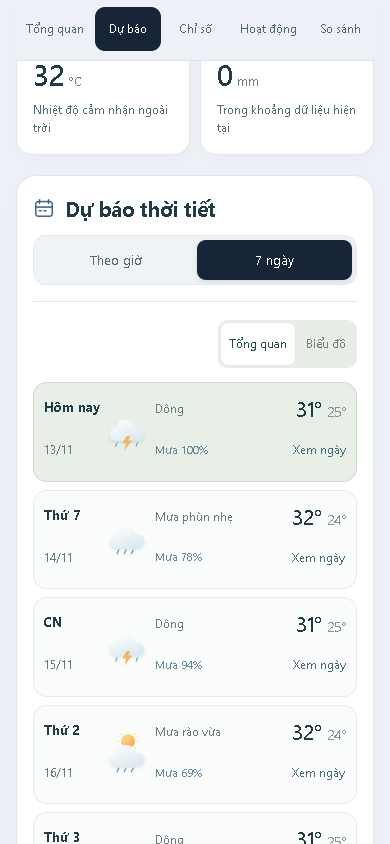 Tổng quan Dự báo Chỉ số Hoạt động So sánh
32 °C
Nhiệt độ cảm nhận ngoài trời
0 mm
Trong khoảng dữ liệu hiện tại
Dự báo thời tiết
Theo giờ 7 ngày
Tổng quan Biểu đồ
Hôm nay Dông 31° 25°
13/11 Mưa 100% Xem ngày
Thứ 7 Mưa phùn nhẹ 32° 24°
14/11 Mưa 78% Xem ngày
CN Dông 31° 25°
15/11 Mưa 94% Xem ngày
Thứ 2 Mưa rào vừa 32° 24°
16/11 Mưa 69% Xem ngày
Thứ 3 Dông 31° 25°